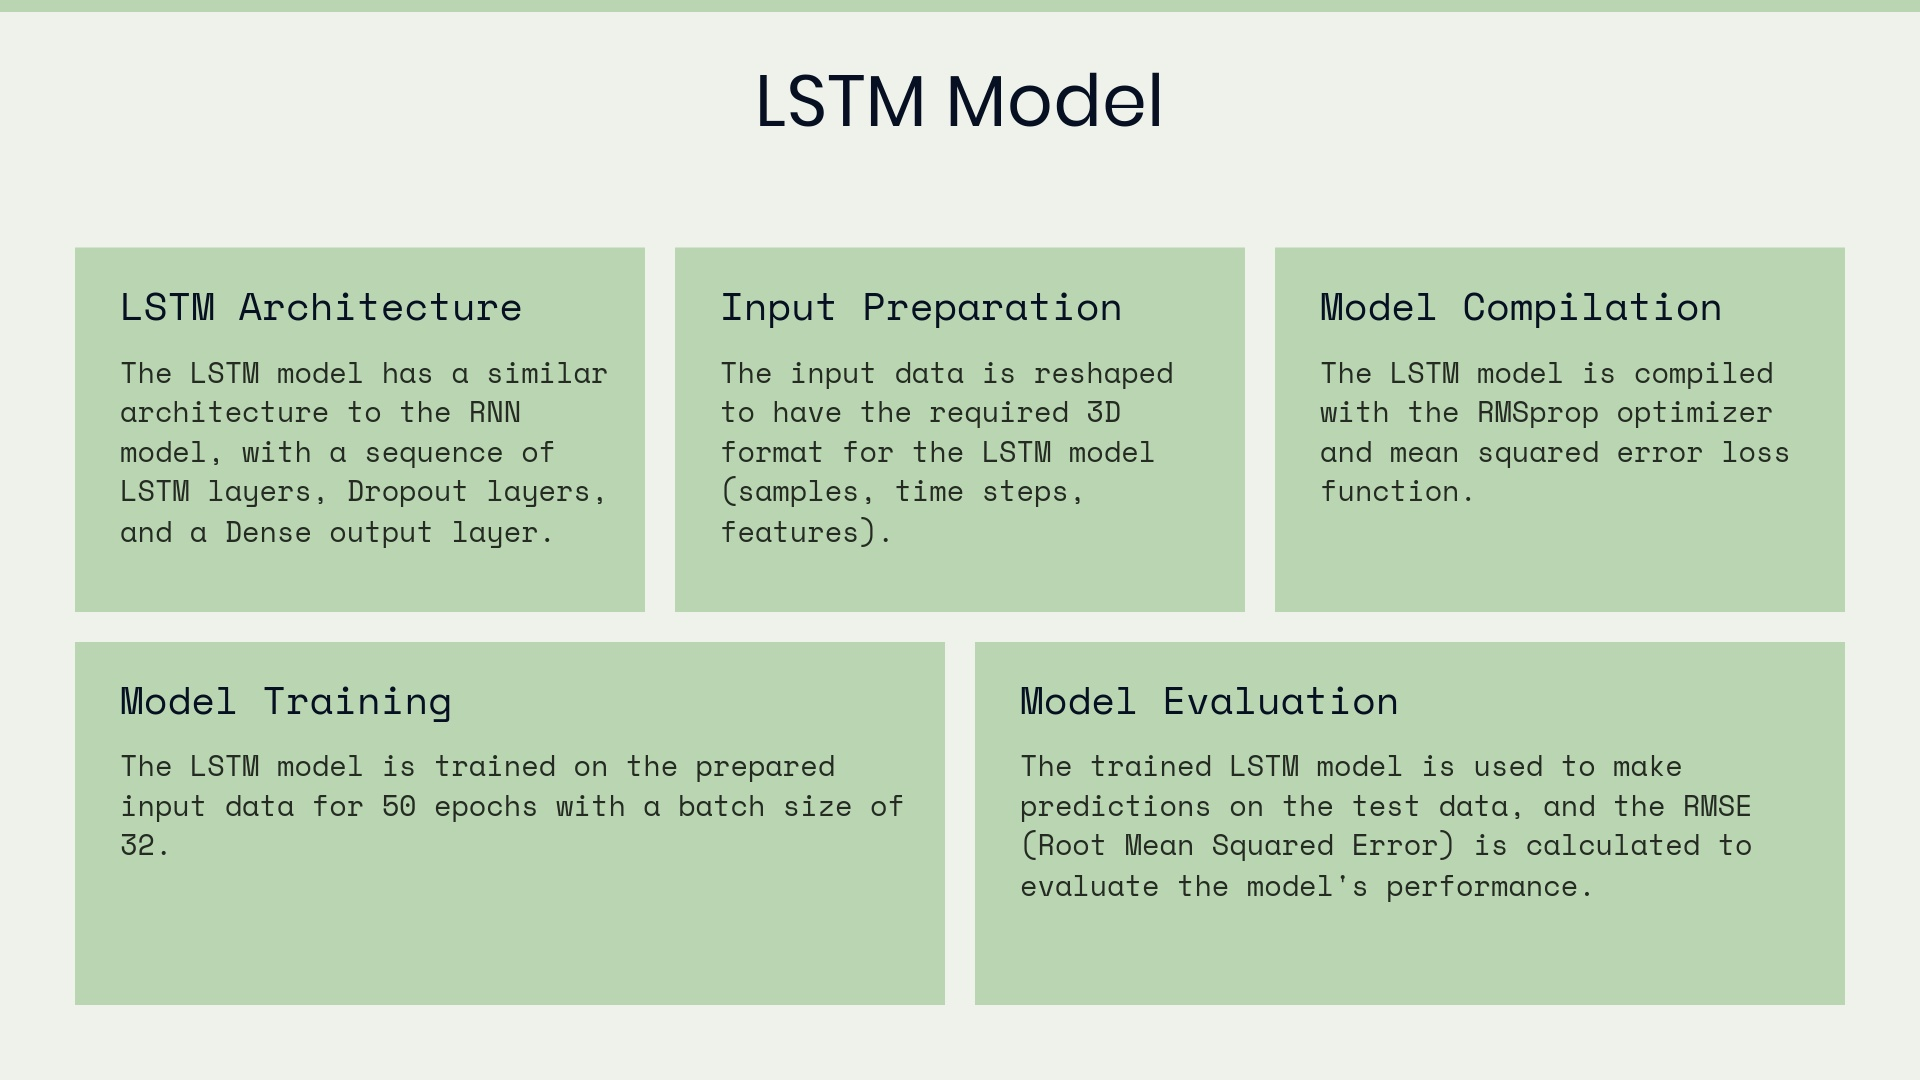 LSTM Model
LSTM Architecture
The LSTM model has a similar
architecture to the RNN
model, with a sequence of
LSTM layers, Dropout layers,
and a Dense output layer.
Input Preparation
The input data is reshaped
to have the required 3D
format for the LSTM model
(samples, time steps,
features).
Model Compilation
The LSTM model is compiled
with the RMSprop optimizer
and mean squared error loss
function.
Model Training
The LSTM model is trained on the prepared
input data for 50 epochs with a batch size of
32.
Model Evaluation
The trained LSTM model is used to make
predictions on the test data, and the RMSE
(Root Mean Squared Error) is calculated to
evaluate the model's performance.